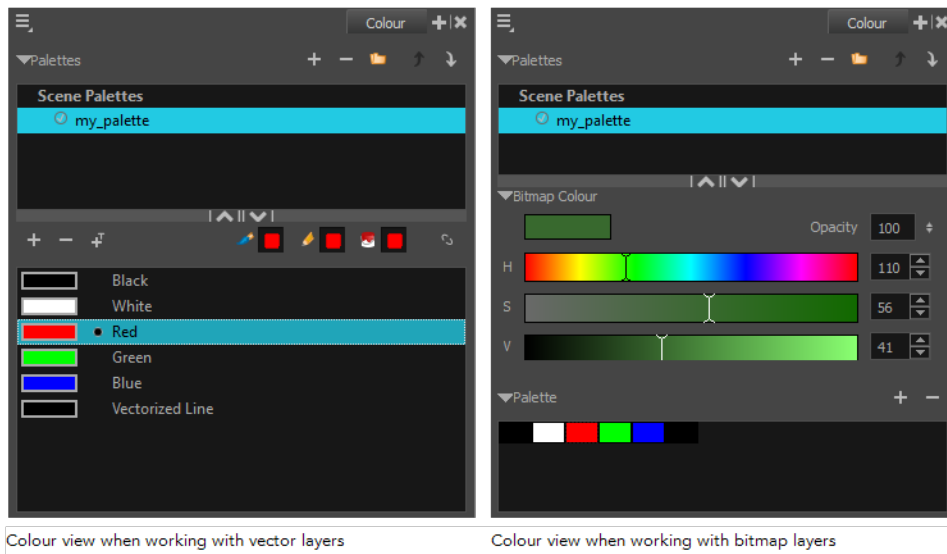 Colour
Palettes
Scene Palettes
my_palette
Black
White
Red
Green
Blue
Vectorized Line
Colour view when working with vector layers
Colour
Palettes
Scene Palettes
my_palette
Bitmap Colour
Opacity 100
H 110
S 56
V 41
Palette
Colour view when working with bitmap layers